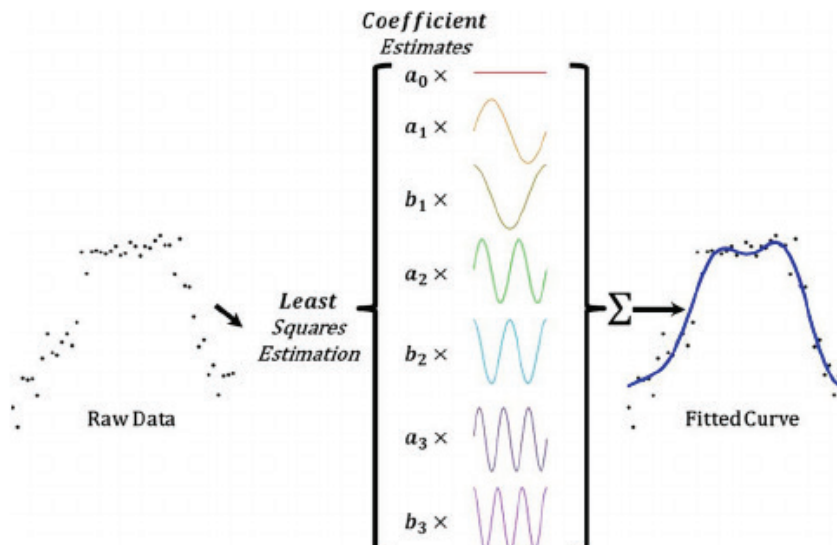 Coefficient
Estimates
a₀ ×
a₁ ×
b₁ ×
a₂ ×
Least
Squares
Estimation
∑
b₂ ×
Raw Data
Fitted Curve
a₃ ×
b₃ ×